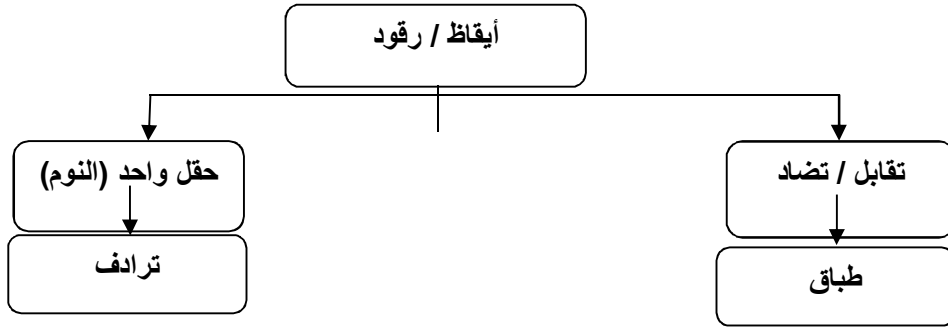 أيقاظ / رقود
تقابل / تضاد
حقل واحد (النوم)
طباق
ترادف